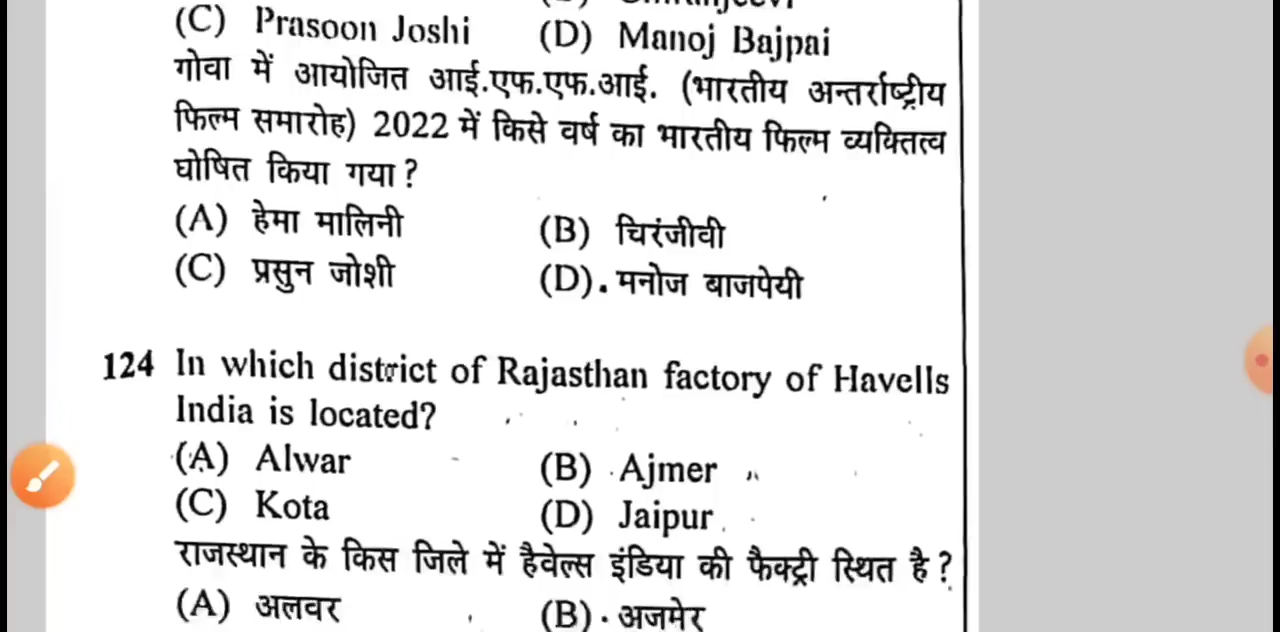 (C) Prasoon Joshi (D) Manoj Bajpai
गोवा में आयोजित आई.एफ.एफ.आई. (भारतीय अन्तर्राष्ट्रीय
फिल्म समारोह) 2022 में किसे वर्ष का भारतीय फिल्म व्यक्तित्व
घोषित किया गया ?
(A) हेमा मालिनी (B) चिरंजीवी
(C) प्रसुन जोशी (D) मनोज बाजपेयी
124 In which district of Rajasthan factory of Havells
India is located?
(A) Alwar (B) Ajmer
(C) Kota (D) Jaipur
राजस्थान के किस जिले में हैवेल्स इंडिया की फैक्ट्री स्थित है ?
(A) अलवर (B) अजमेर